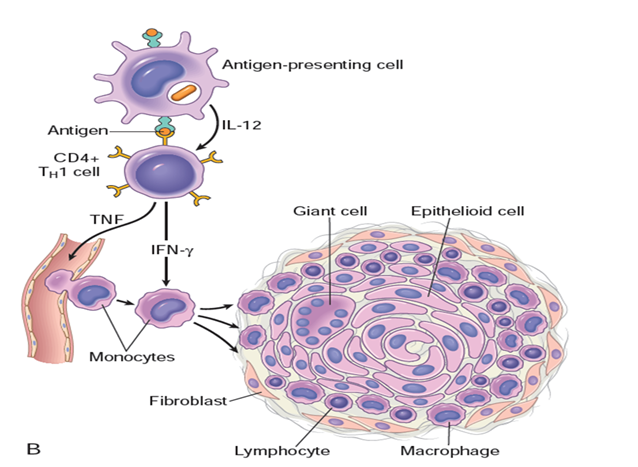 Antigen-presenting cell
IL-12
Antigen
CD4+
TH1 cell
TNF
IFN-γ
Giant cell
Epithelioid cell
Monocytes
Fibroblast
Lymphocyte
Macrophage
B